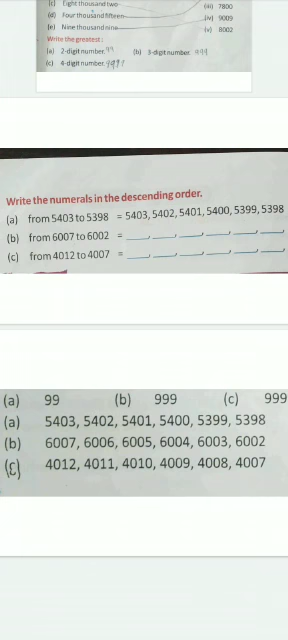 (c) Eight thousand two (iii) 7800
(d) Four thousand fifteen (iv) 9009
(e) Nine thousand nine (v) 8002
Write the greatest:
(a) 2-digit number. 99 (b) 3-digit number. 999
(c) 4-digit number.
Write the numerals in the descending order.
(a) from 5403 to 5398 = 5403, 5402, 5401, 5400, 5399, 5398
(b) from 6007 to 6002 =
(c) from 4012 to 4007 =
(a) 99 (b) 999 (c) 999
(a) 5403, 5402, 5401, 5400, 5399, 5398
(b) 6007, 6006, 6005, 6004, 6003, 6002
(c) 4012, 4011, 4010, 4009, 4008, 4007